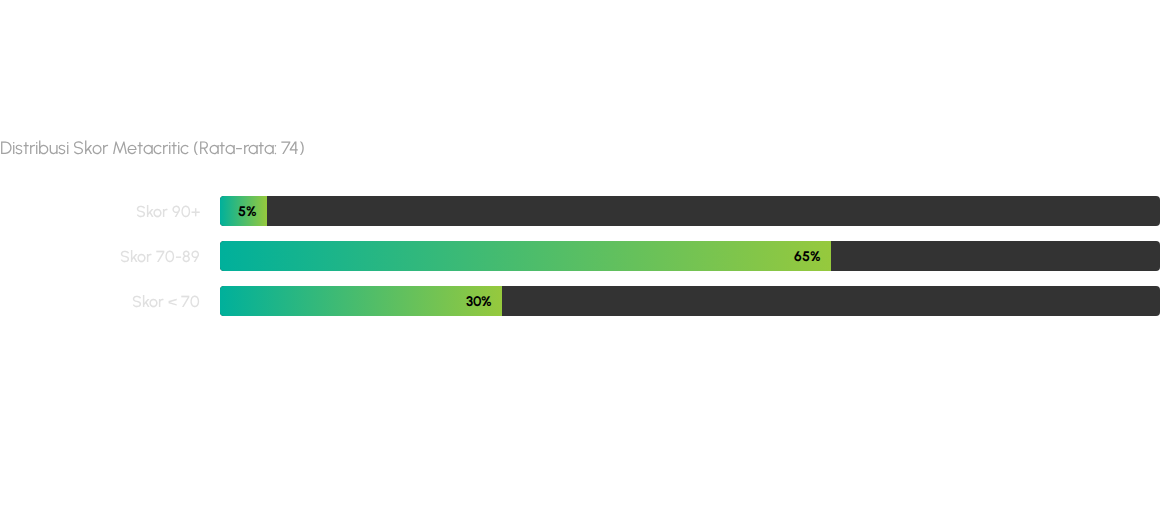 Distribusi Skor Metacritic (Rata-rata: 74)
Skor 90+ 5%
Skor 70-89 65%
Skor < 70 30%